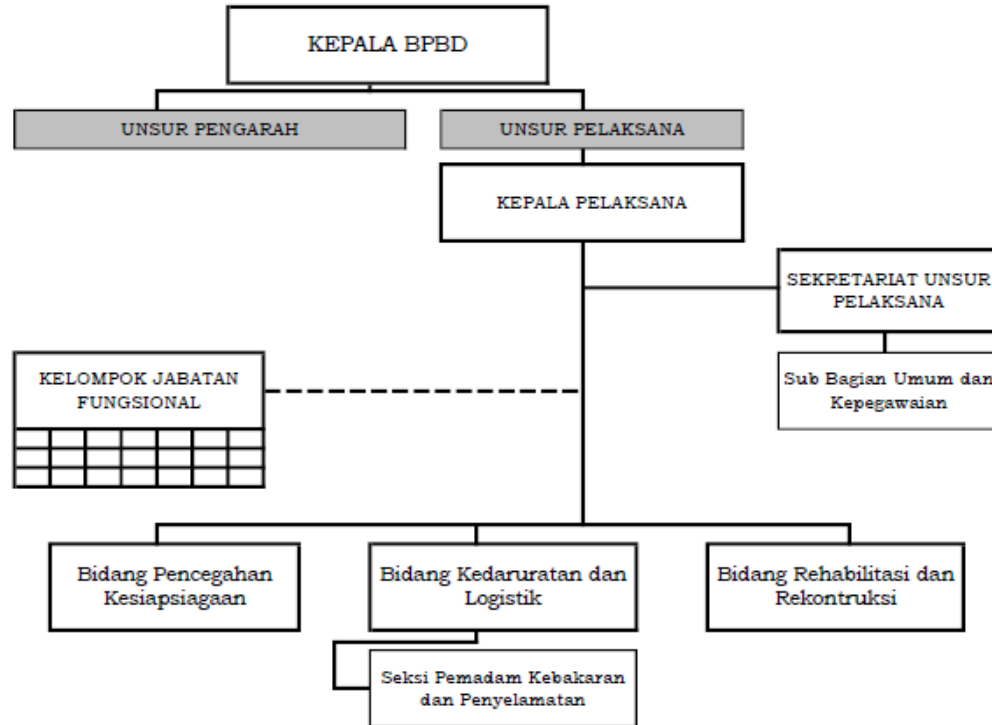 KEPALA BPBD
UNSUR PENGARAH
UNSUR PELAKSANA
KEPALA PELAKSANA
SEKRETARIAT UNSUR
PELAKSANA
Sub Bagian Umum dan
Kepegawaian
KELOMPOK JABATAN
FUNGSIONAL
Bidang Pencegahan
Kesiapsiagaan
Bidang Kedaruratan dan
Logistik
Bidang Rehabilitasi dan
Rekontruksi
Seksi Pemadam Kebakaran
dan Penyelamatan